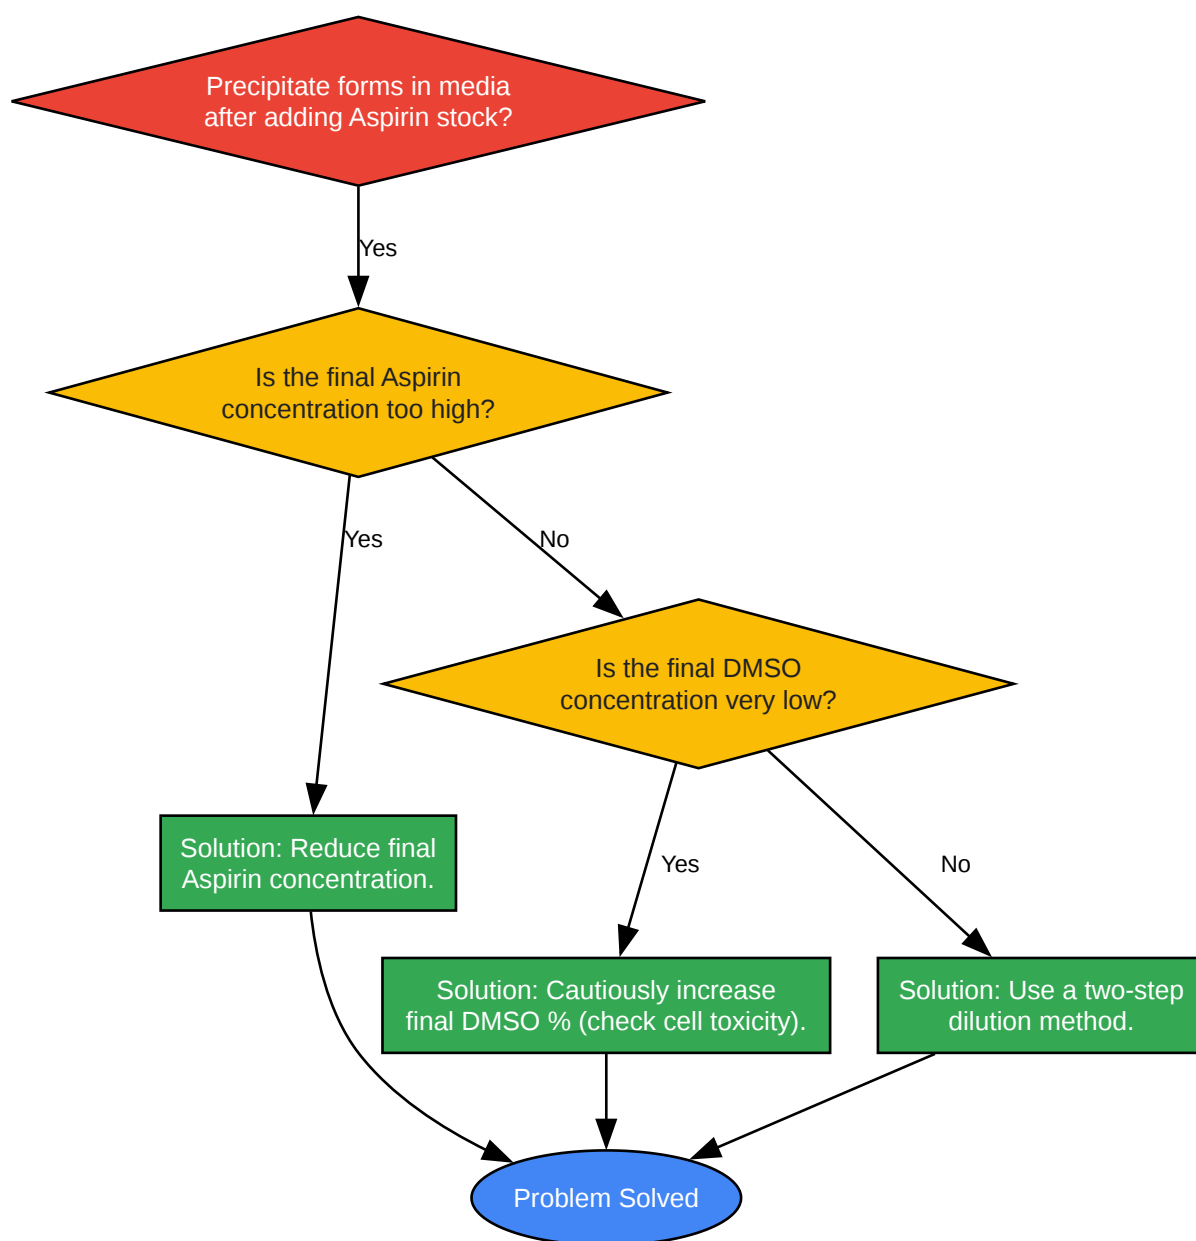 Precipitate forms in media
after adding Aspirin stock?
Yes
Is the final Aspirin
concentration too high?
Yes
No
Is the final DMSO
concentration very low?
Solution: Reduce final
Aspirin concentration.
Yes
No
Solution: Cautiously increase
final DMSO % (check cell toxicity).
Solution: Use a two-step
dilution method.
Problem Solved